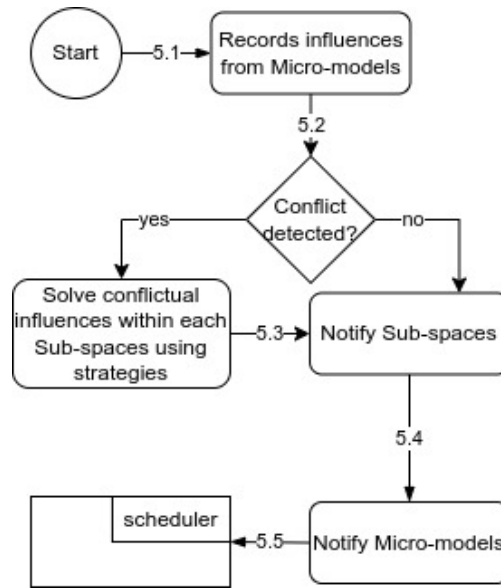 Start
5.1
Records influences
from Micro-models
5.2
Conflict
detected?
yes
no
Solve conflictual
influences within each
Sub-spaces using
strategies
5.3
Notify Sub-spaces
5.4
scheduler
5.5
Notify Micro-models